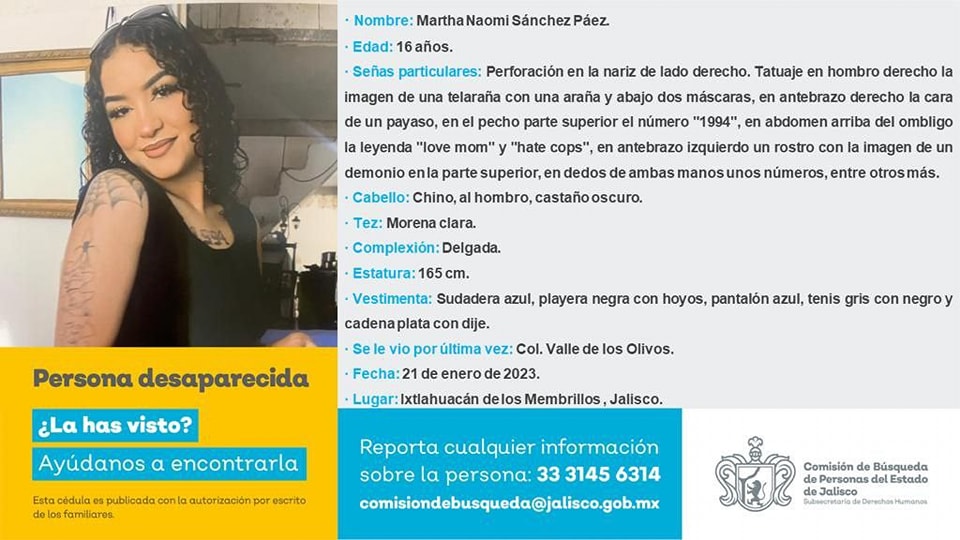 · Nombre: Martha Naomi Sánchez Páez.
· Edad: 16 años.
· Señas particulares: Perforación en la nariz de lado derecho. Tatuaje en hombro derecho la
imagen de una telaraña con una araña y abajo dos máscaras, en antebrazo derecho la cara
de un payaso, en el pecho parte superior el número "1994", en abdomen arriba del ombligo
la leyenda "love mom" y "hate cops", en antebrazo izquierdo un rostro con la imagen de un
demonio en la parte superior, en dedos de ambas manos unos números, entre otros más.
· Cabello: Chino, al hombro, castaño oscuro.
· Tez: Morena clara.
· Complexión: Delgada.
· Estatura: 165 cm.
· Vestimenta: Sudadera azul, playera negra con hoyos, pantalón azul, tenis gris con negro y
cadena plata con dije.
· Se le vio por última vez: Col. Valle de los Olivos.
· Fecha: 21 de enero de 2023.
· Lugar: Ixtlahuacán de los Membrillos , Jalisco.
Persona desaparecida
¿La has visto?
Ayúdanos a encontrarla
Esta cédula es publicada con la autorización por escrito
de los familiares.
Reporta cualquier información
sobre la persona: 33 3145 6314
comisiondebusqueda@jalisco.gob.mx
Comisión de Búsqueda
de Personas del Estado
de Jalisco
Subsecretaría de Derechos Humanos